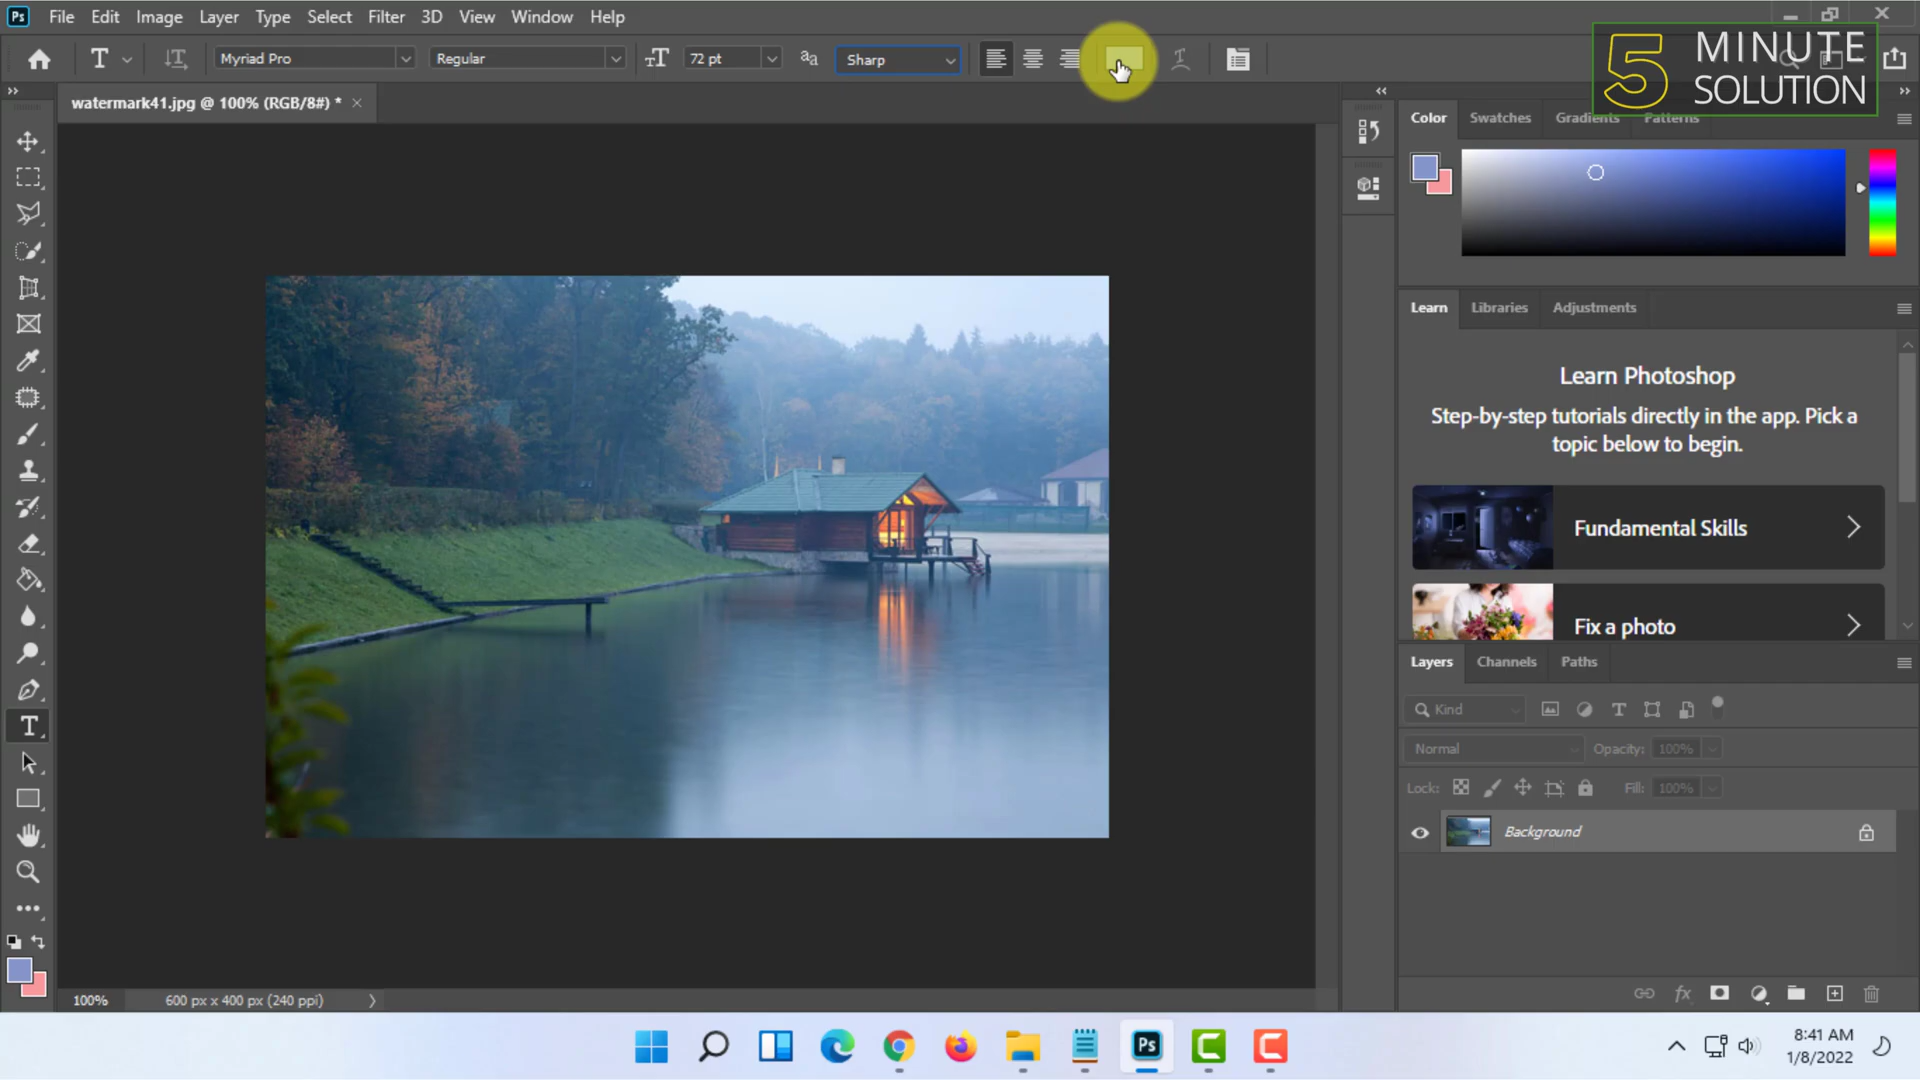 Ps File Edit Image Layer Type Select Filter 3D View Window Help
T Myriad Pro Regular 72 pt aa Sharp
5 MINUTE SOLUTION
watermark41.jpg @ 100% (RGB/8#) *
Color Swatches Gradients Patterns
Learn Libraries Adjustments
Learn Photoshop
Step-by-step tutorials directly in the app. Pick a
topic below to begin.
Fundamental Skills
Fix a photo
Layers Channels Paths
Kind
Normal Opacity: 100%
Lock: Fill: 100%
Background
100% 600 px x 400 px (240 ppi)
Ps
8:41 AM
1/8/2022